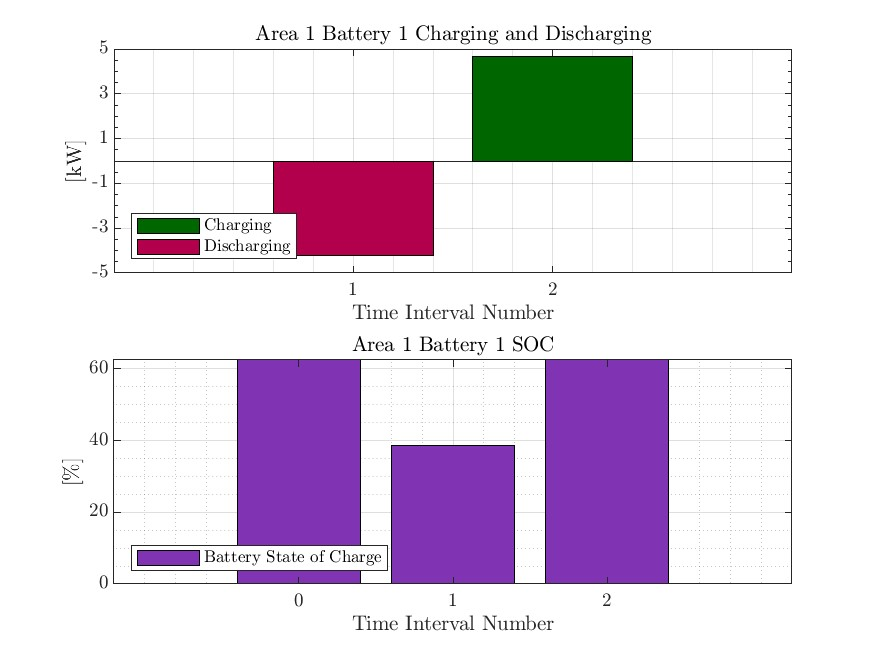 Area 1 Battery 1 Charging and Discharging
5
3
1
-1
-3
-5
[kW]
Charging
Discharging
1 2
Time Interval Number
Area 1 Battery 1 SOC
60
40
20
0
[%]
Battery State of Charge
0 1 2
Time Interval Number